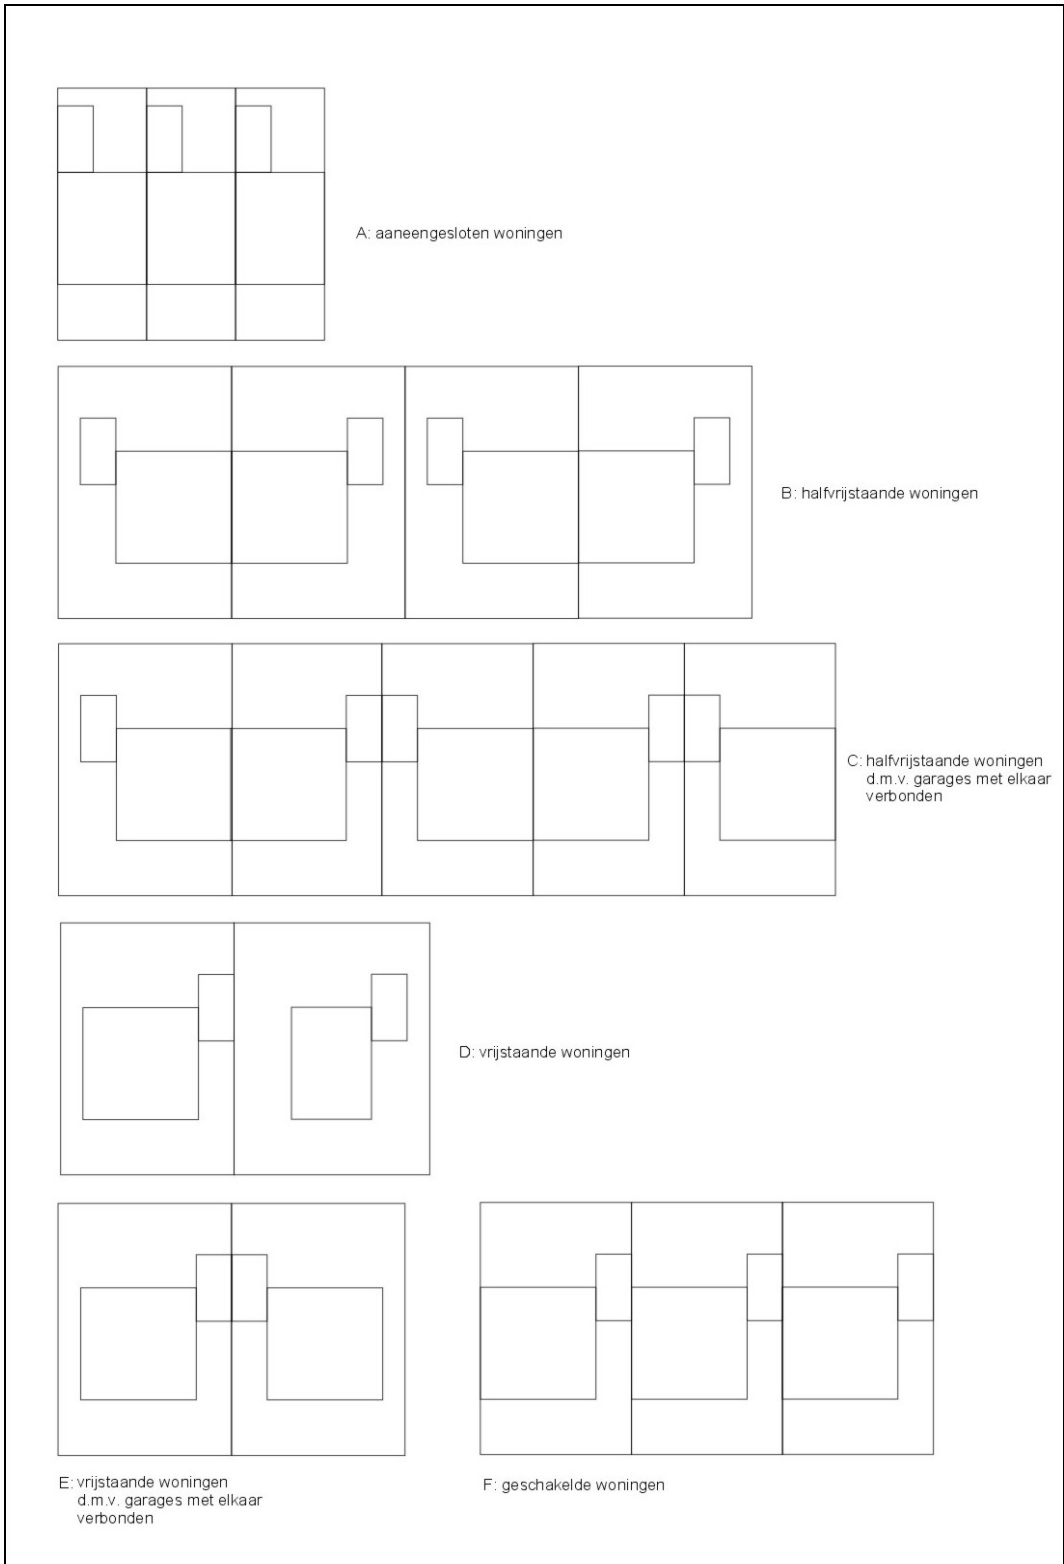 A: aaneengesloten woningen
B: halfvrijstaande woningen
C: halfvrijstaande woningen
d.m.v. garages met elkaar
verbonden
D: vrijstaande woningen
E: vrijstaande woningen
d.m.v. garages met elkaar
verbonden
F: geschakelde woningen